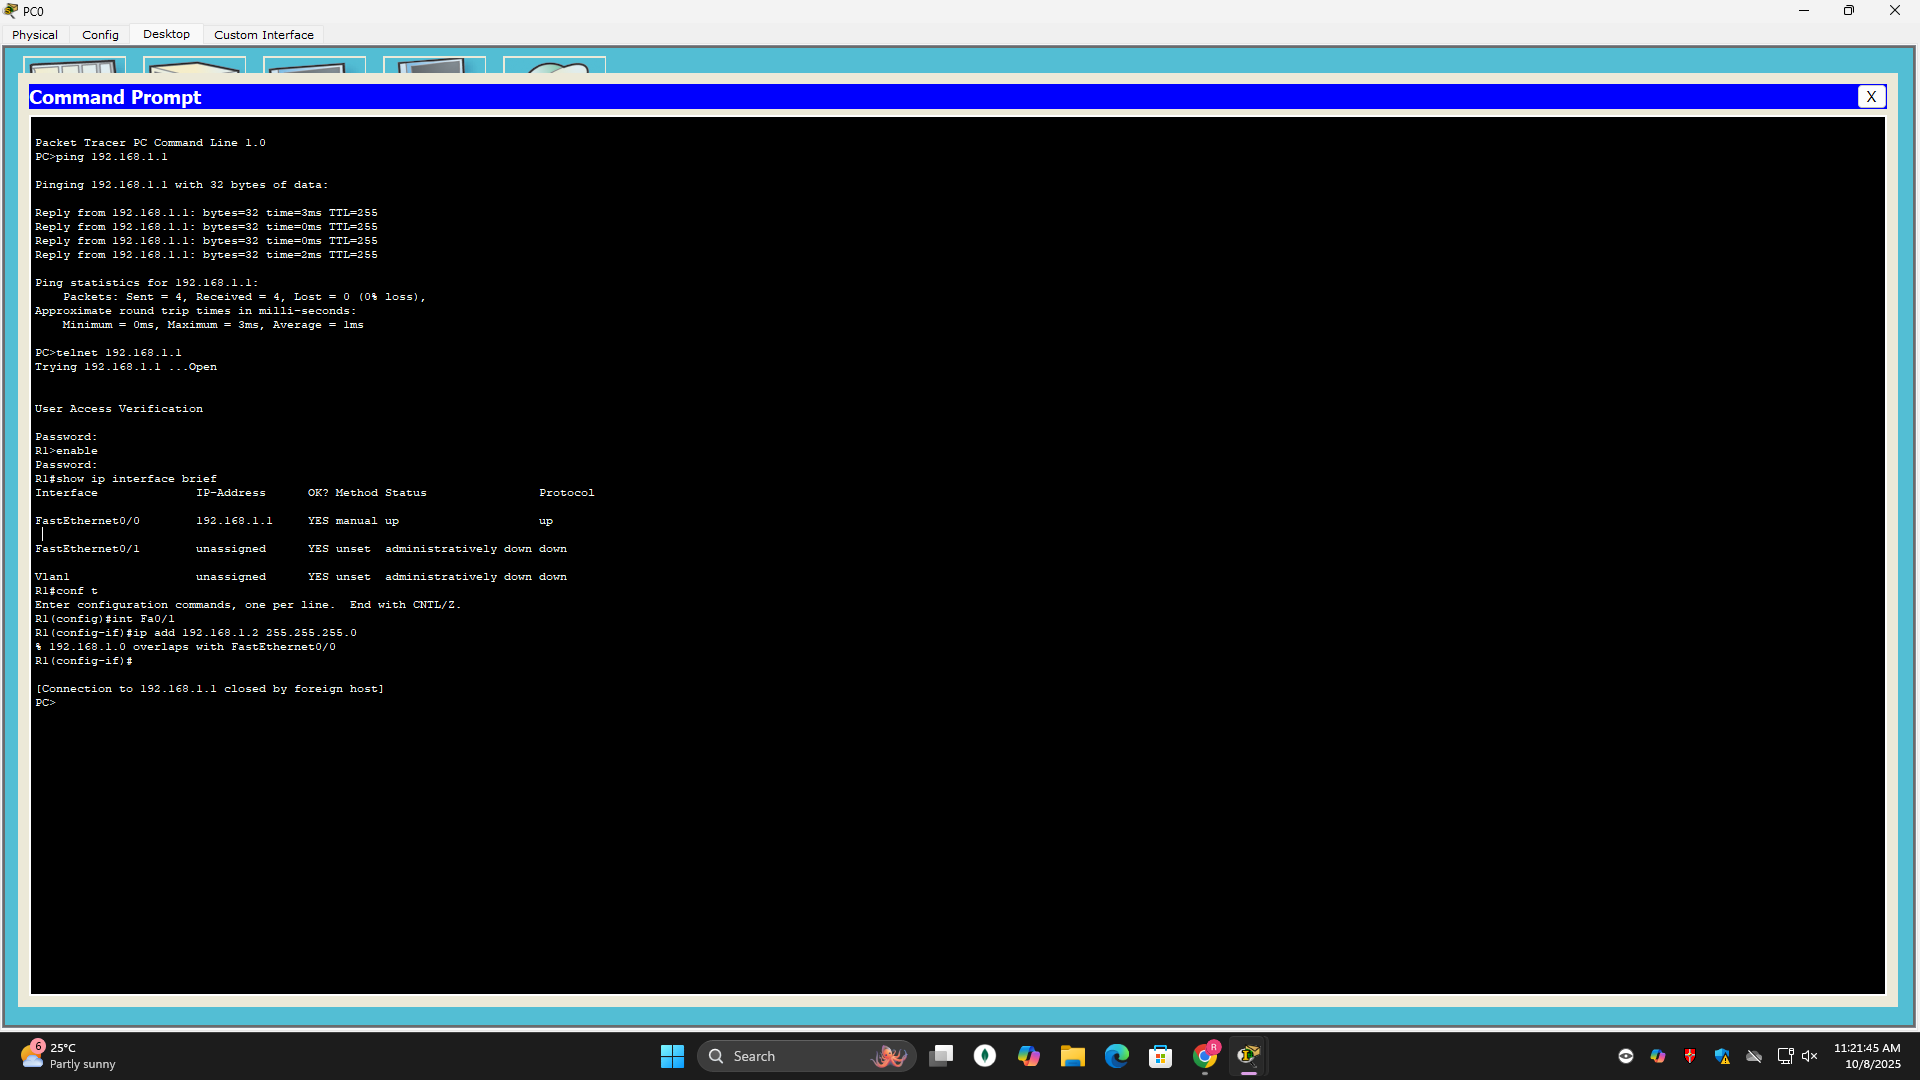 PC0
Physical Config Desktop Custom Interface
Command Prompt X
Packet Tracer PC Command Line 1.0
PC>ping 192.168.1.1
Pinging 192.168.1.1 with 32 bytes of data:
Reply from 192.168.1.1: bytes=32 time=3ms TTL=255
Reply from 192.168.1.1: bytes=32 time=0ms TTL=255
Reply from 192.168.1.1: bytes=32 time=0ms TTL=255
Reply from 192.168.1.1: bytes=32 time=2ms TTL=255
Ping statistics for 192.168.1.1:
Packets: Sent = 4, Received = 4, Lost = 0 (0% loss),
Approximate round trip times in milli-seconds:
Minimum = 0ms, Maximum = 3ms, Average = 1ms
PC>telnet 192.168.1.1
Trying 192.168.1.1 ...Open
User Access Verification
Password:
R1>enable
Password:
R1#show ip interface brief
Interface IP-Address OK? Method Status Protocol
FastEthernet0/0 192.168.1.1 YES manual up up
FastEthernet0/1 unassigned YES unset administratively down down
Vlan1 unassigned YES unset administratively down down
R1#conf t
Enter configuration commands, one per line. End with CNTL/Z.
R1(config)#int Fa0/1
R1(config-if)#ip add 192.168.1.2 255.255.255.0
% 192.168.1.0 overlaps with FastEthernet0/0
R1(config-if)#
[Connection to 192.168.1.1 closed by foreign host]
PC>
6
25°C
Partly sunny
Search
R
11:21:45 AM
10/8/2025